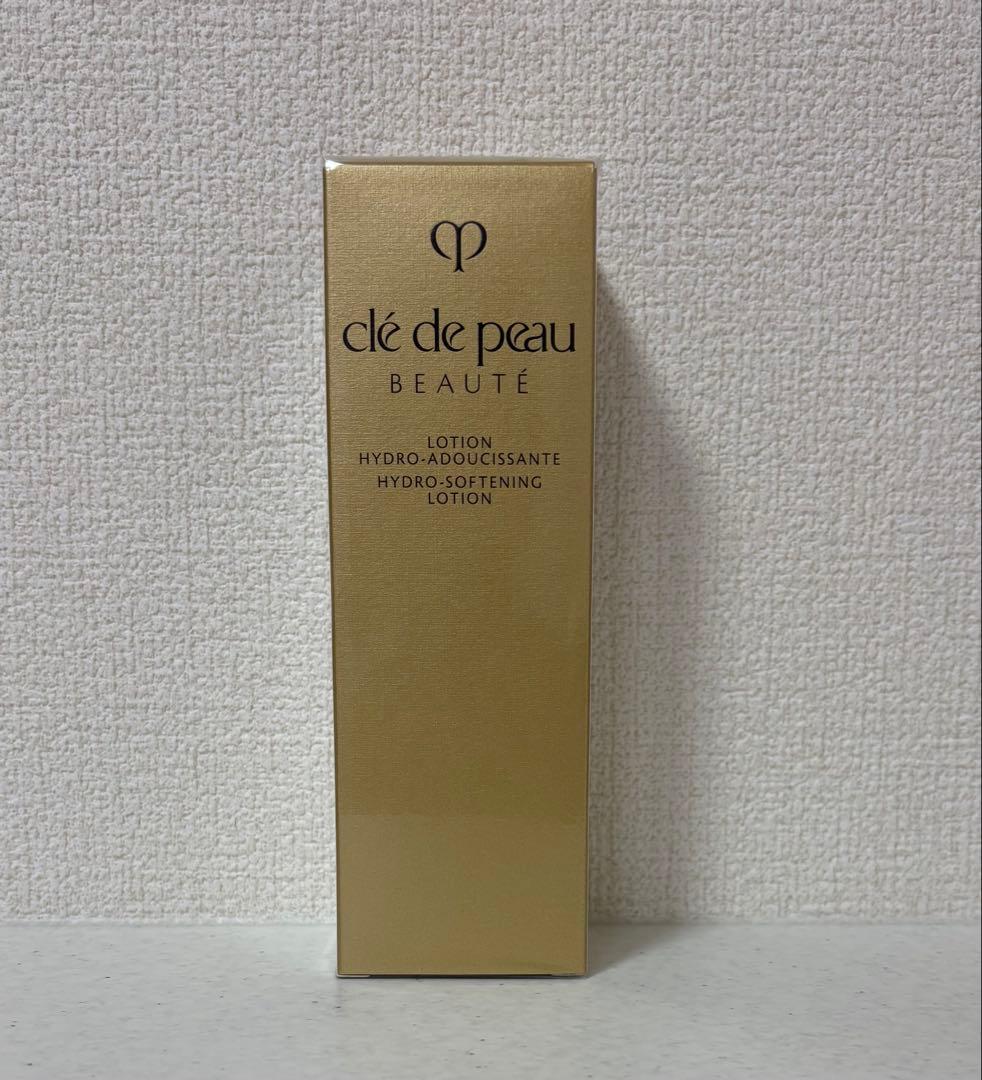 clé de peau
BEAUTÉ
LOTION
HYDRO-ADOUCISSANTE
HYDRO-SOFTENING
LOTION